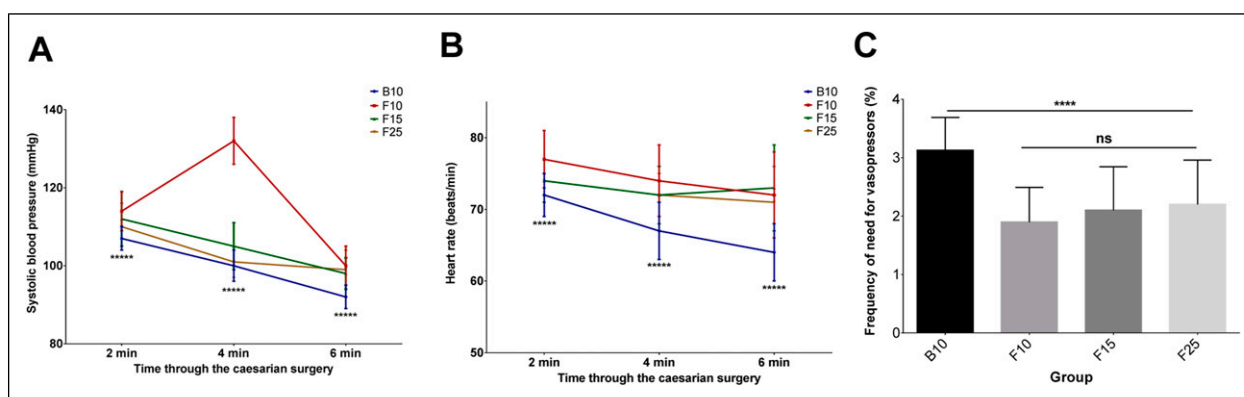 A
B10
F10
F15
F25
Systolic blood pressure (mmHg)
140
120
100
80
*****
*****
*****
2 min
4 min
6 min
Time through the caesarian surgery
B
B10
F10
F15
F25
Heart rate (beats/min)
80
70
60
50
*****
*****
*****
2 min
4 min
6 min
Time through the caesarian surgery
C
Frequency of need for vasopressors (%)
4
3
2
1
0
****
ns
B10
F10
F15
F25
Group